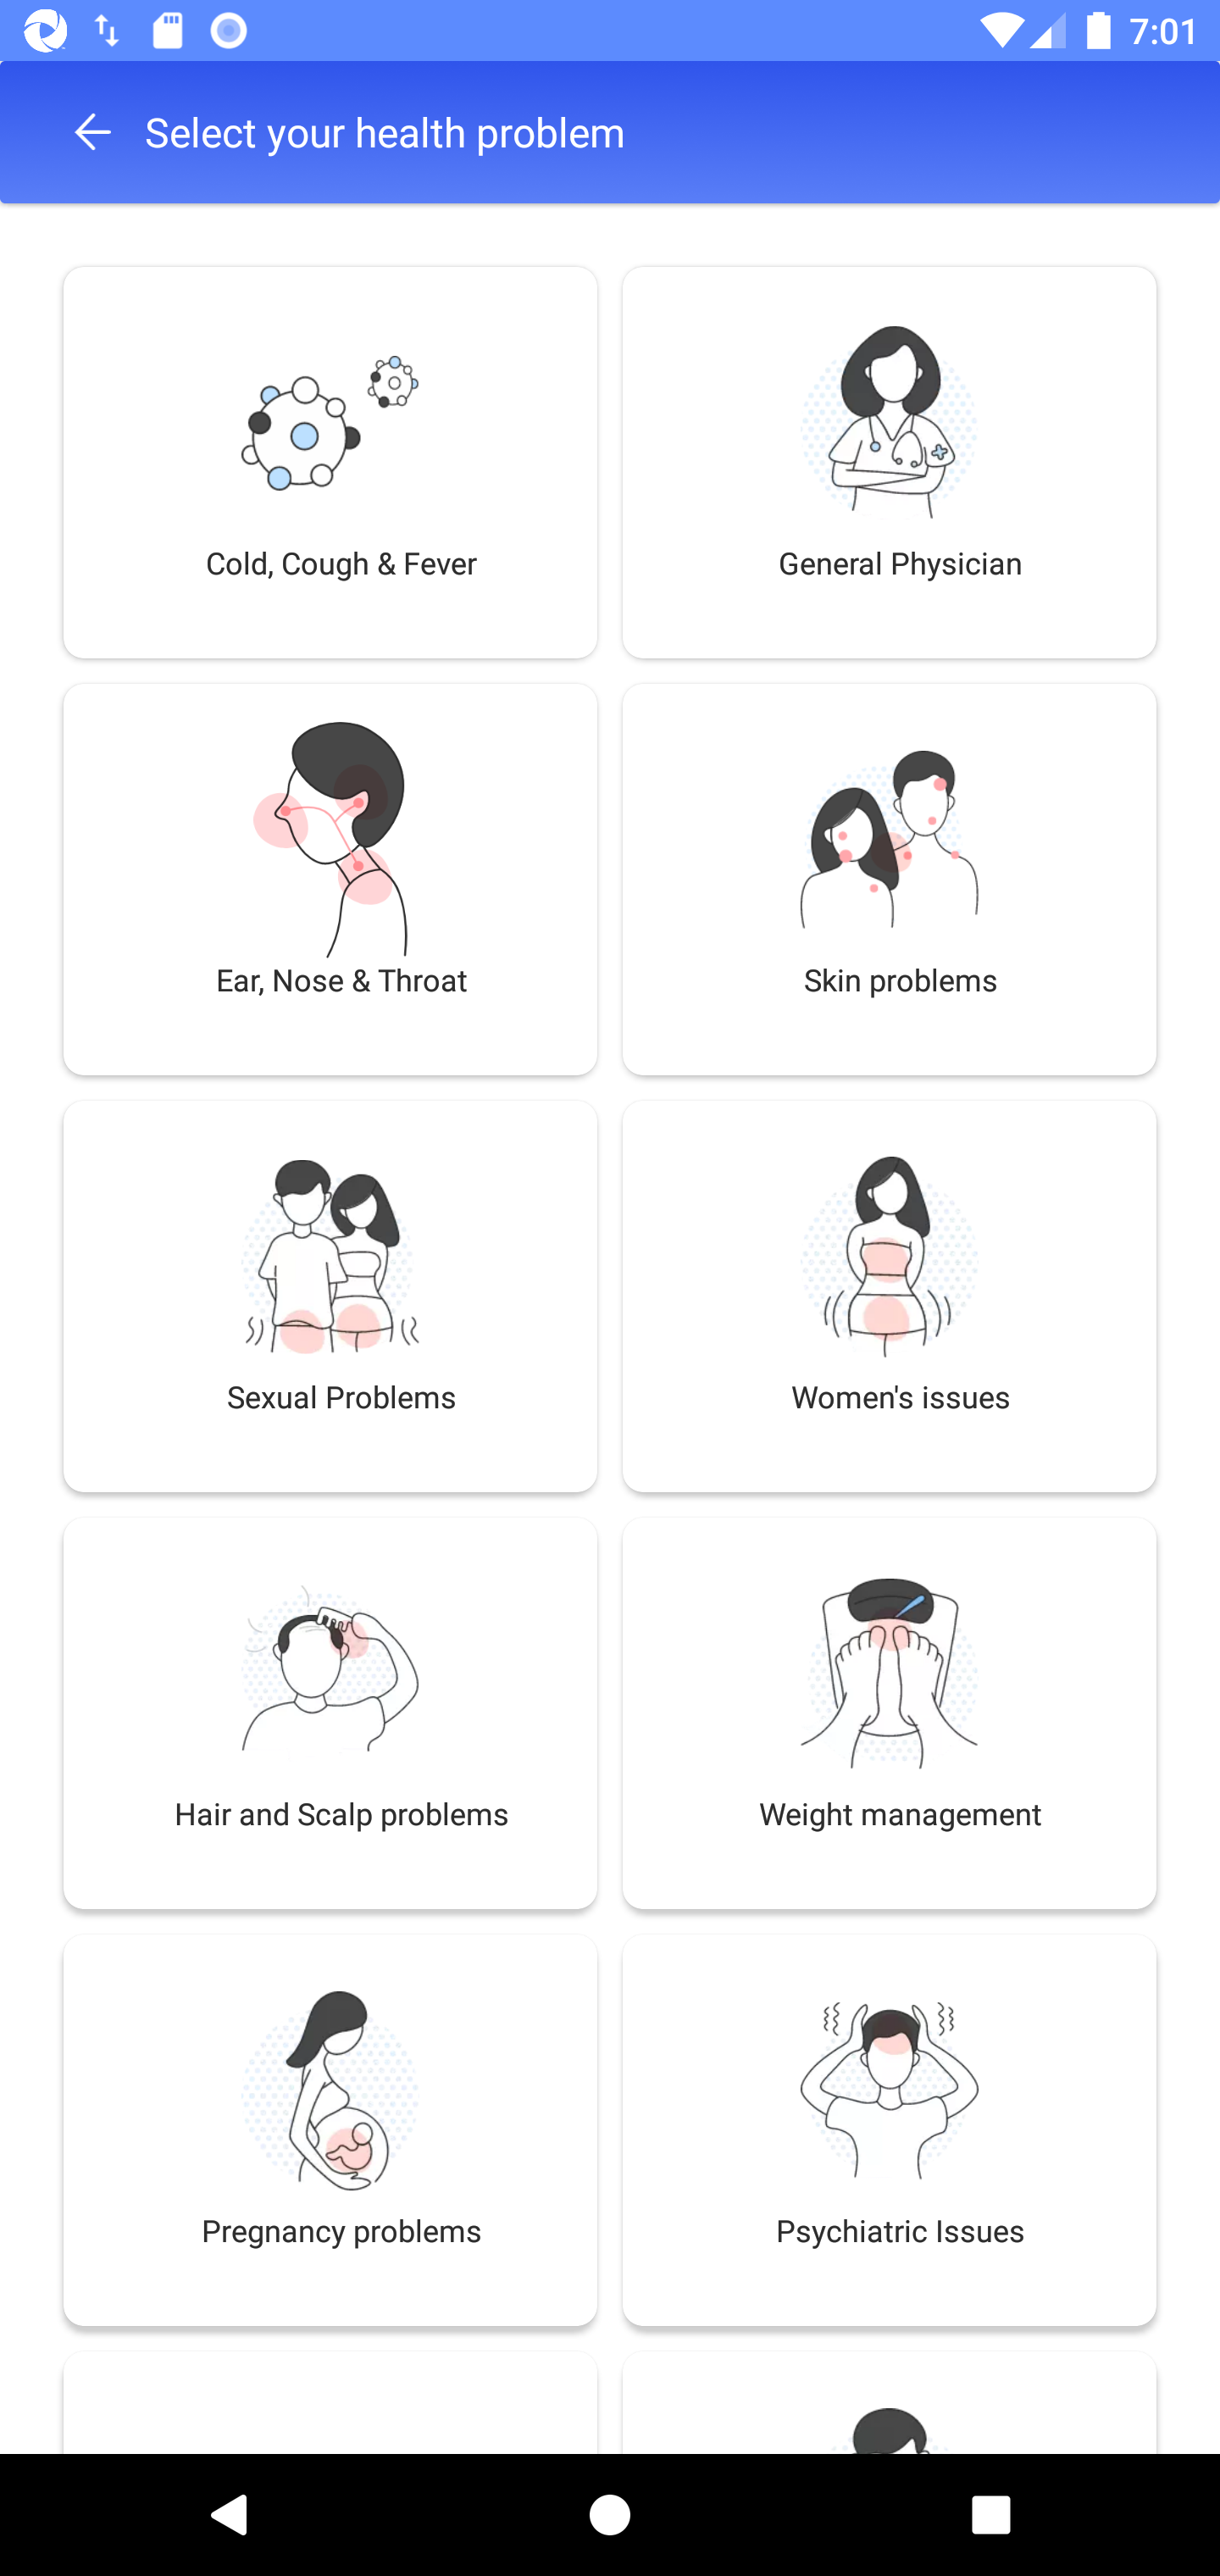 7:01
Select your health problem
Cold, Cough & Fever
General Physician
Ear, Nose & Throat
Skin problems
Sexual Problems
Women's issues
Hair and Scalp problems
Weight management
Pregnancy problems
Psychiatric Issues